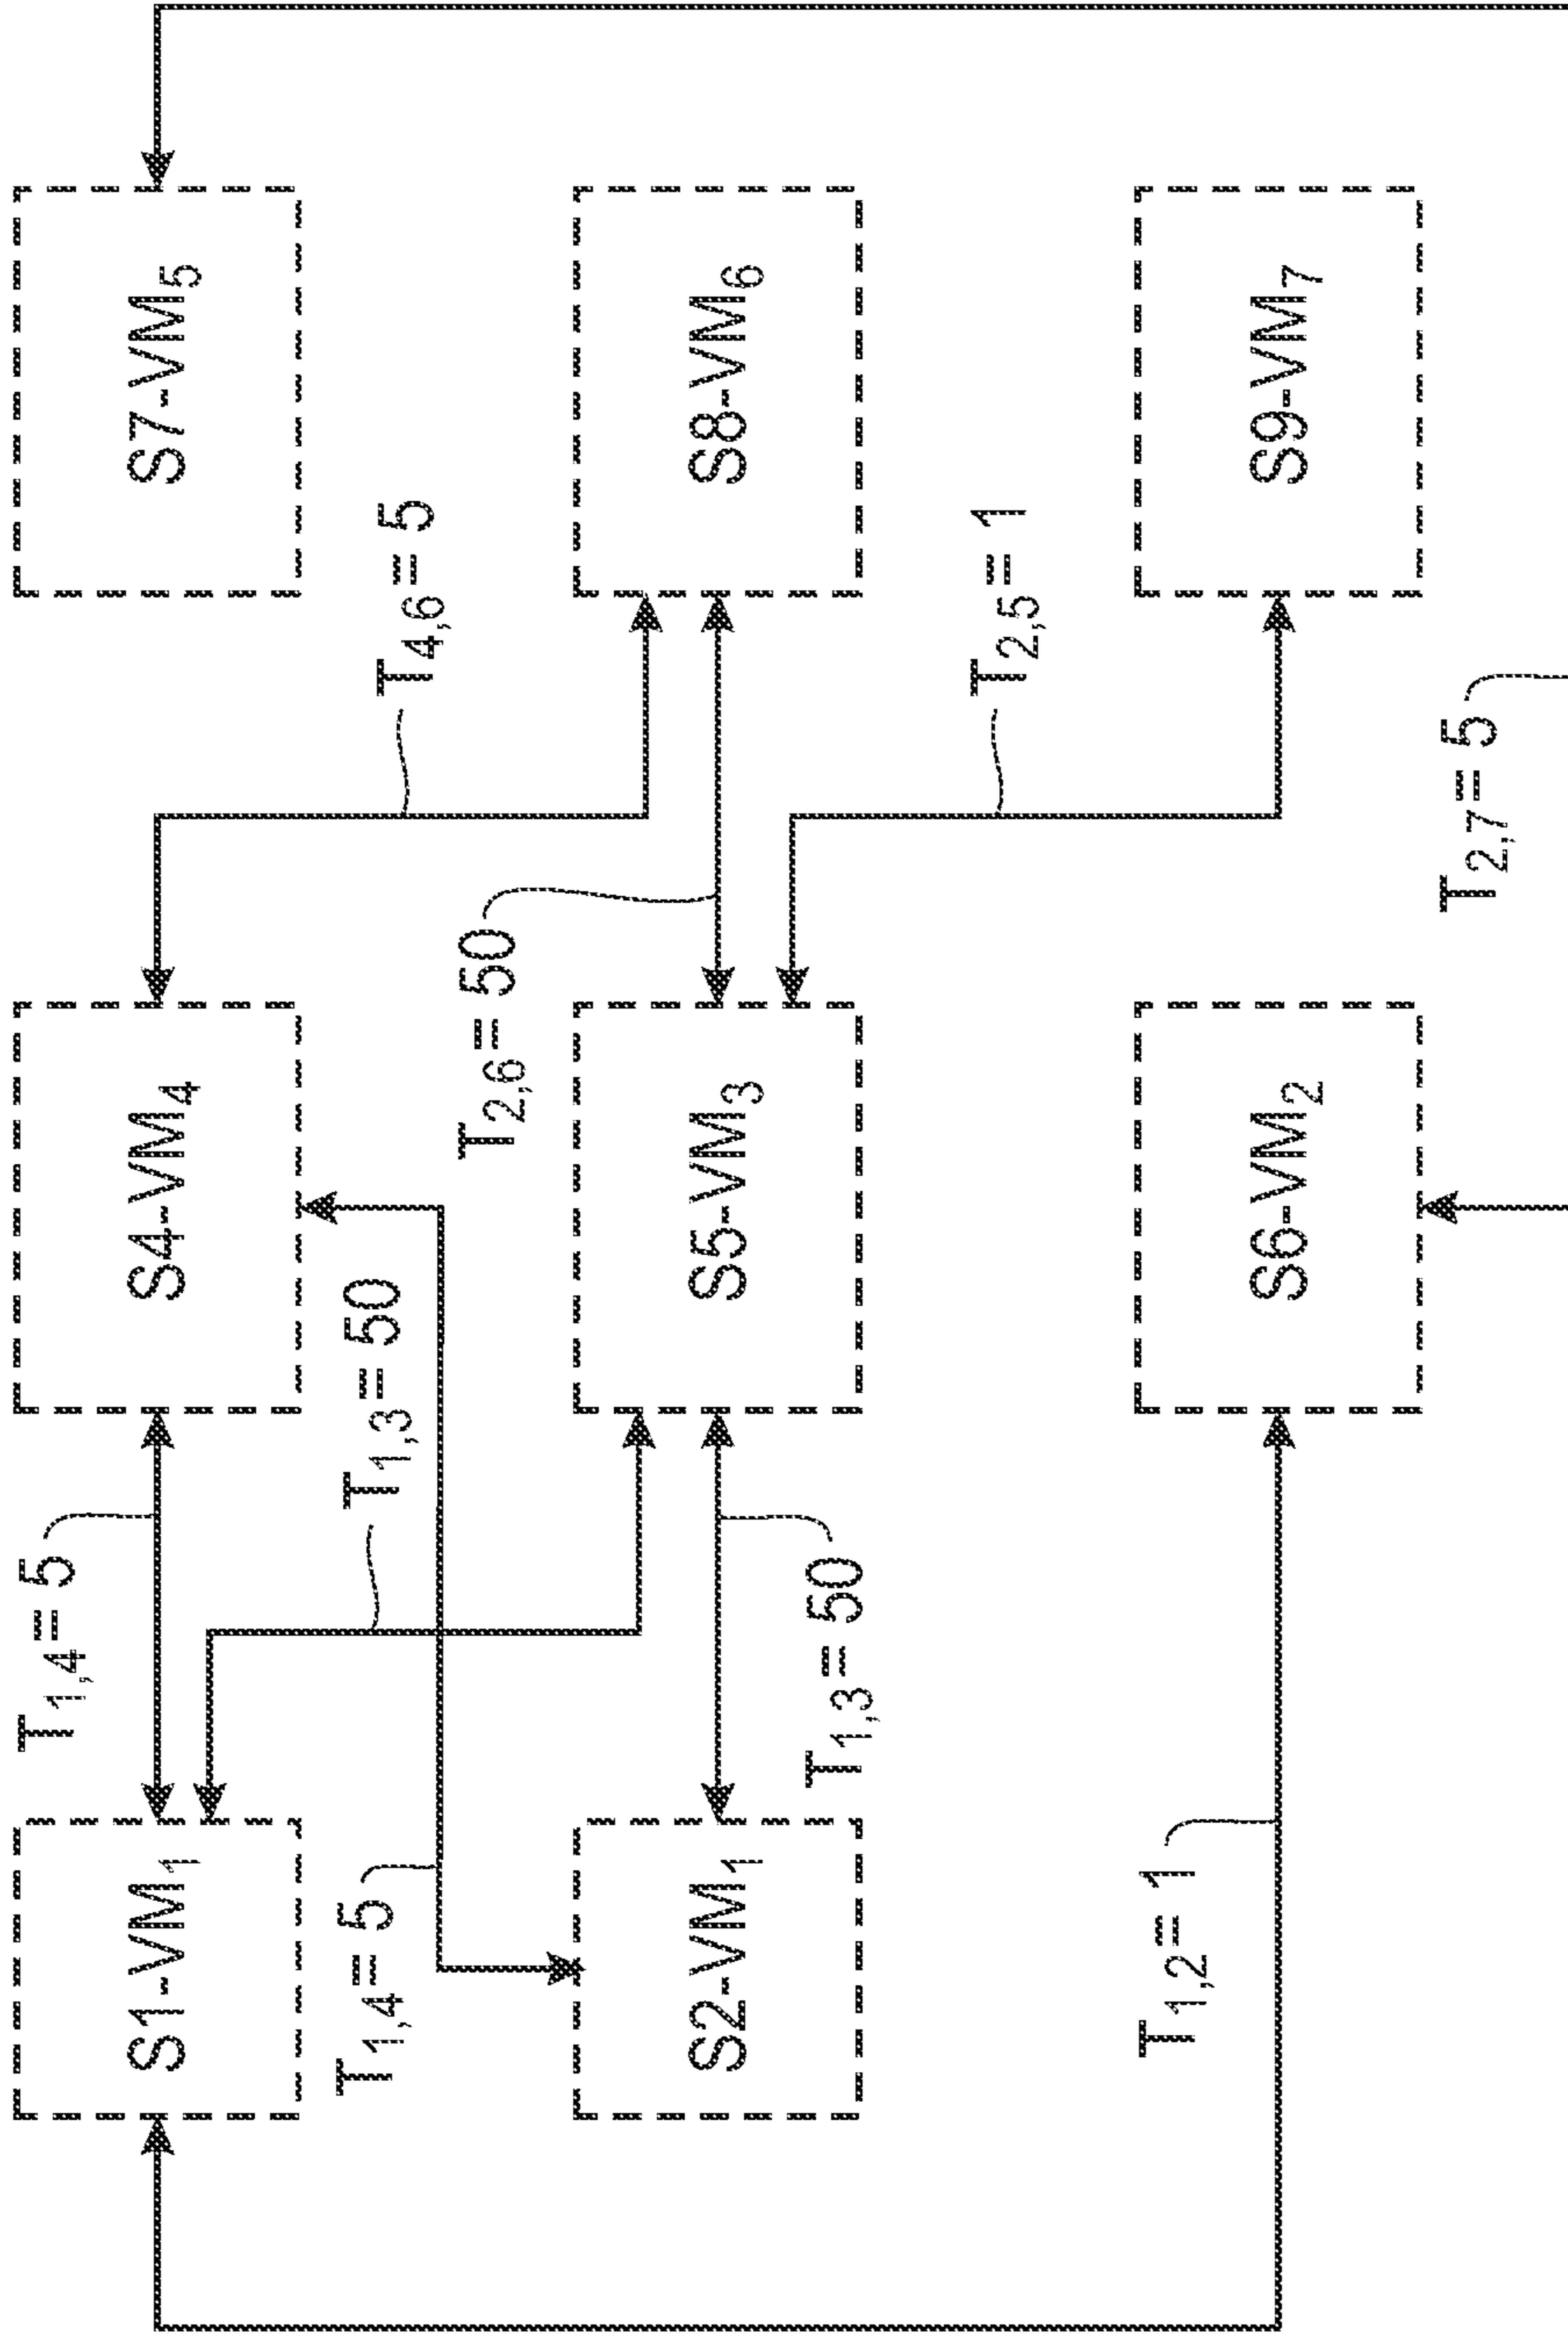 S1-VM₁
S4-VM₄
S7-VM₅
T₁,₄=5
T₁,₄=5
T₁,₃=50
T₄,₆=5
T₂,₆=50
S2-VM₁
S5-VM₃
S8-VM₆
T₁,₃=50
T₂,₅=1
T₁,₂=1
S6-VM₂
S9-VM₇
T₂,₇=5